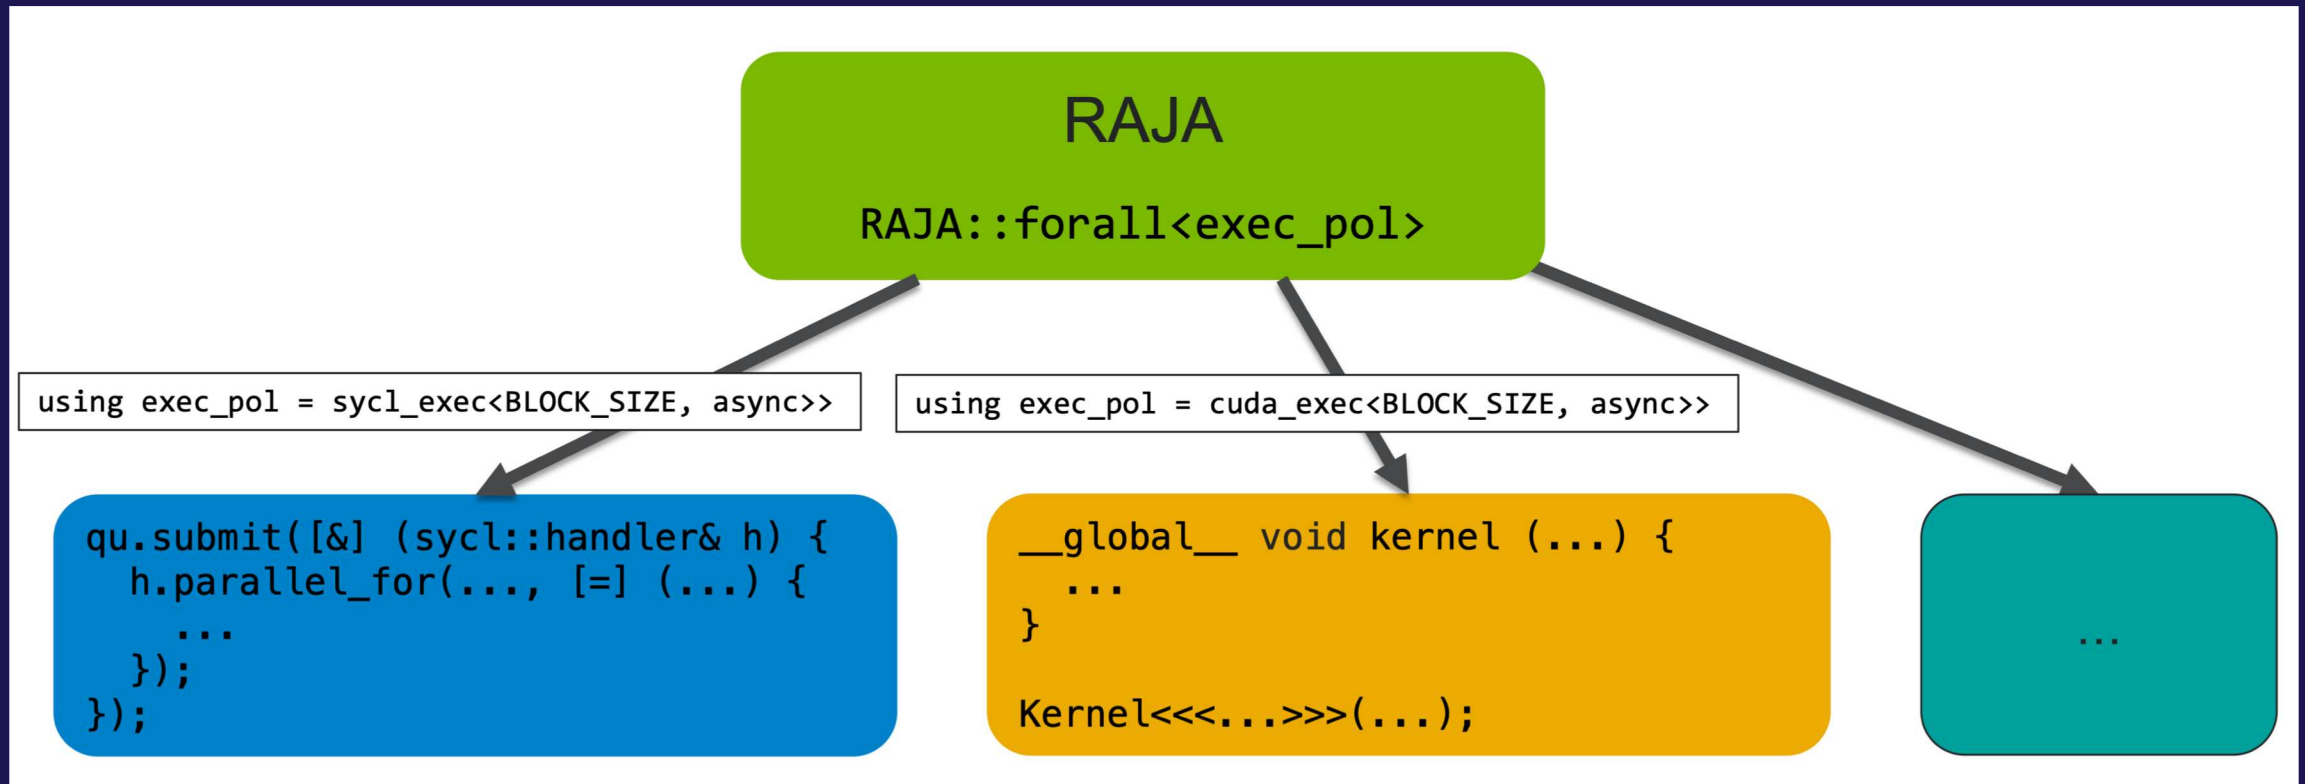 RAJA
RAJA::forall<exec_pol>
using exec_pol = sycl_exec<BLOCK_SIZE, async>>
using exec_pol = cuda_exec<BLOCK_SIZE, async>>
qu.submit([&] (sycl::handler& h) {
h.parallel_for(..., [=] (...) {
...
});
});
__global__ void kernel (...) {
...
}
Kernel<<<...>>>(...);
...